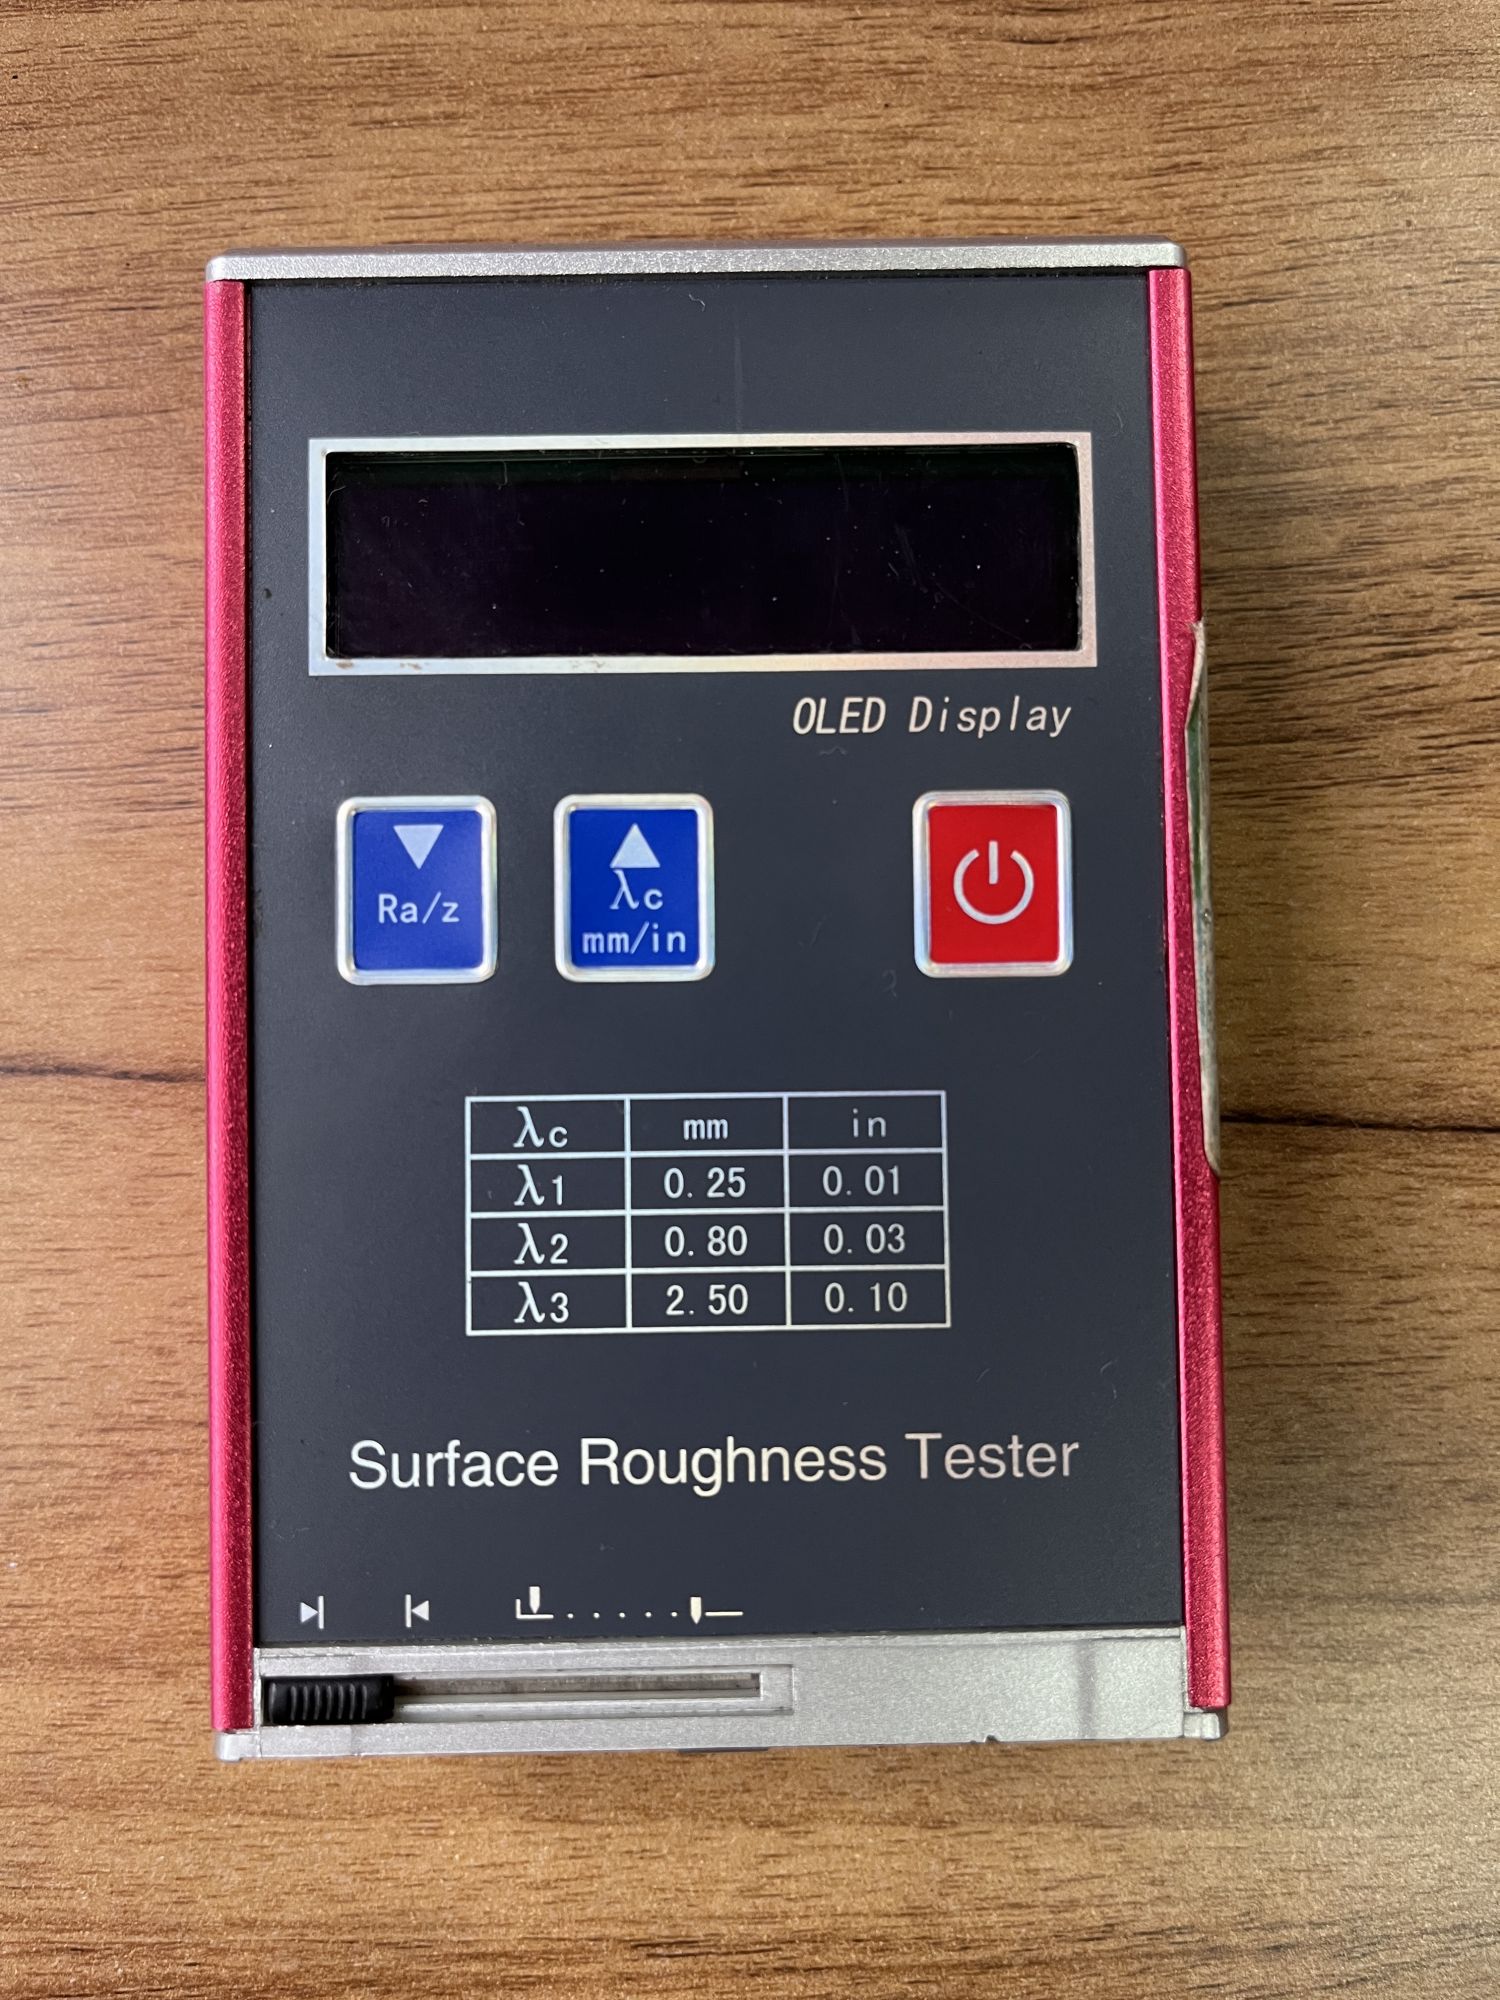 OLED Display
Ra/z
λc
mm/in
λc mm in
λ1 0.25 0.01
λ2 0.80 0.03
λ3 2.50 0.10
Surface Roughness Tester